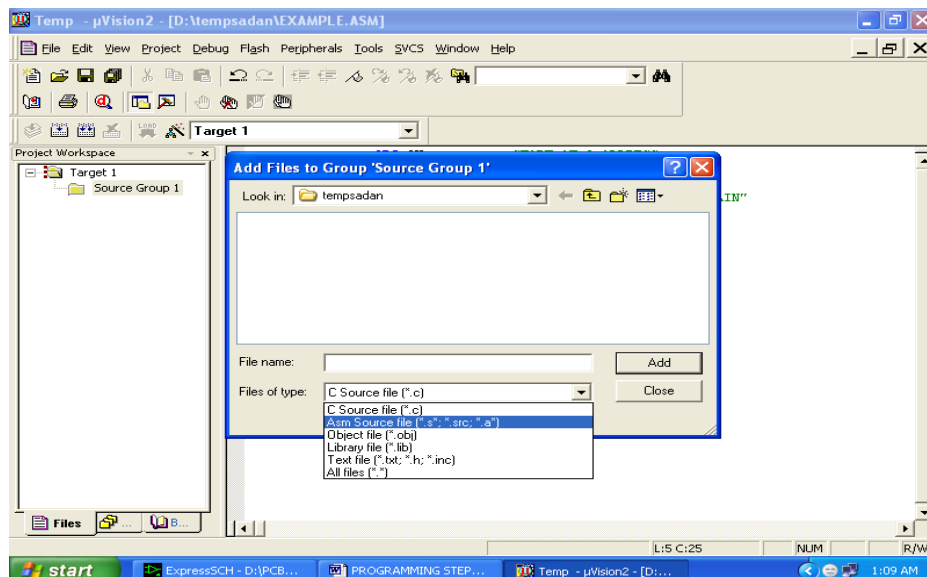 Temp - µVision2 - [D:\tempsadan\EXAMPLE.ASM]
File Edit View Project Debug Flash Peripherals Tools SVCS Window Help
LOAD Target 1
Project Workspace
Target 1
Source Group 1
Add Files to Group 'Source Group 1'
Look in: tempsadan
AIN"
File name: Add
Files of type: C Source file (*.c) Close
C Source file (*.c)
Asm Source file (*.s*; *.src; *.a*)
Object file (*.obj)
Library file (*.lib)
Text file (*.txt; *.h; *.inc)
All files (*.*)
Files ... B...
L:5 C:25 NUM R/W
start ExpressSCH - D:\PCB... PROGRAMMING STEP... Temp - µVision2 - [D:... 1:09 AM